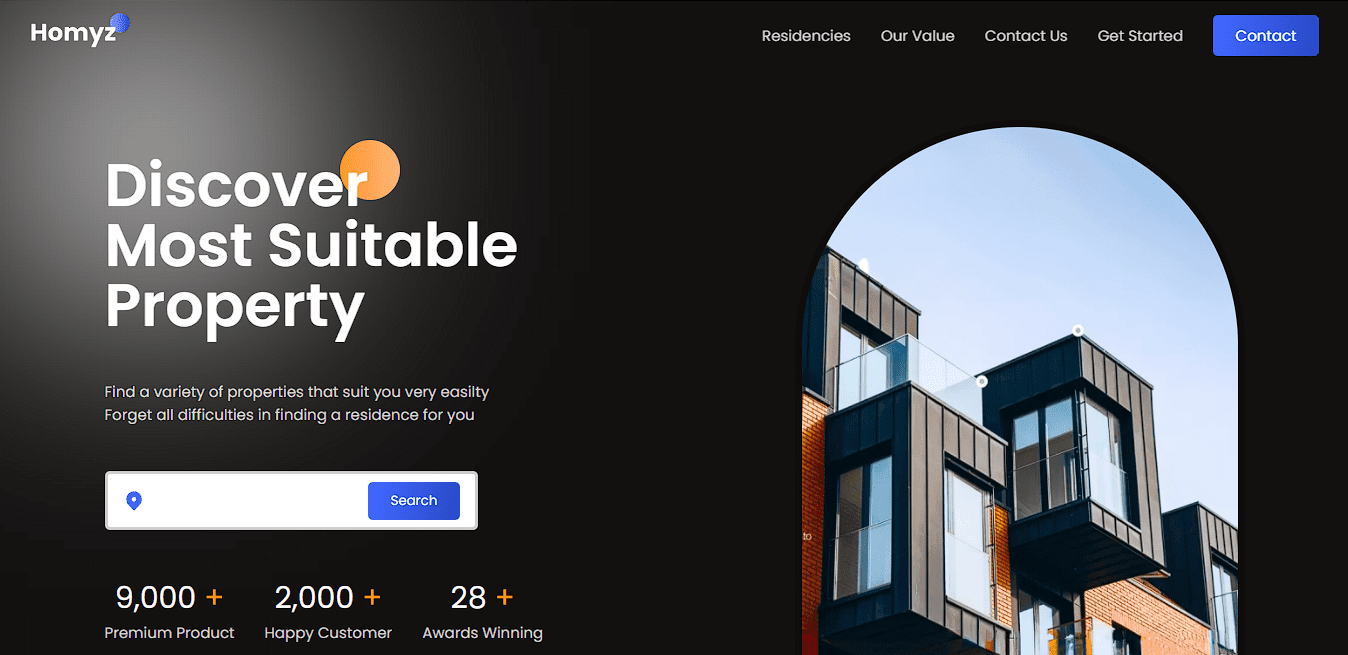 Homyz
Residencies
Our Value
Contact Us
Get Started
Contact
Discover
Most Suitable
Property
Find a variety of properties that suit you very easilty
Forget all difficulties in finding a residence for you
Search
9,000 +
2,000 +
28 +
Premium Product
Happy Customer
Awards Winning
to